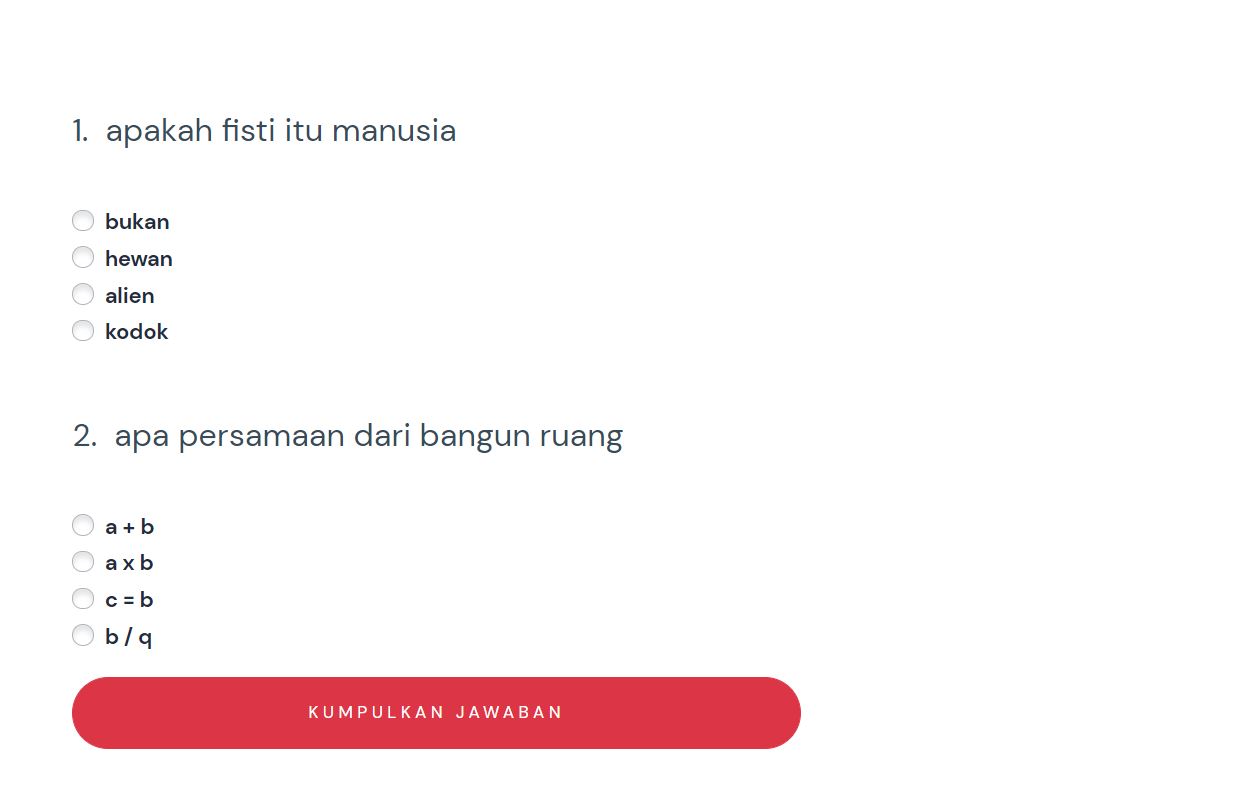 1. apakah fisti itu manusia
bukan
hewan
alien
kodok
2. apa persamaan dari bangun ruang
a + b
a x b
c = b
b / q
KUMPULKAN JAWABAN